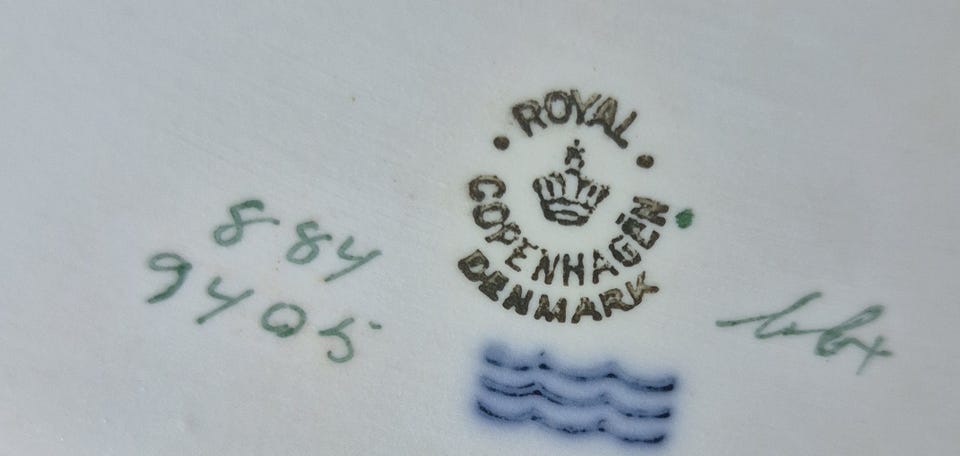 ROYAL
COPENHAGEN
DENMARK
884
9405